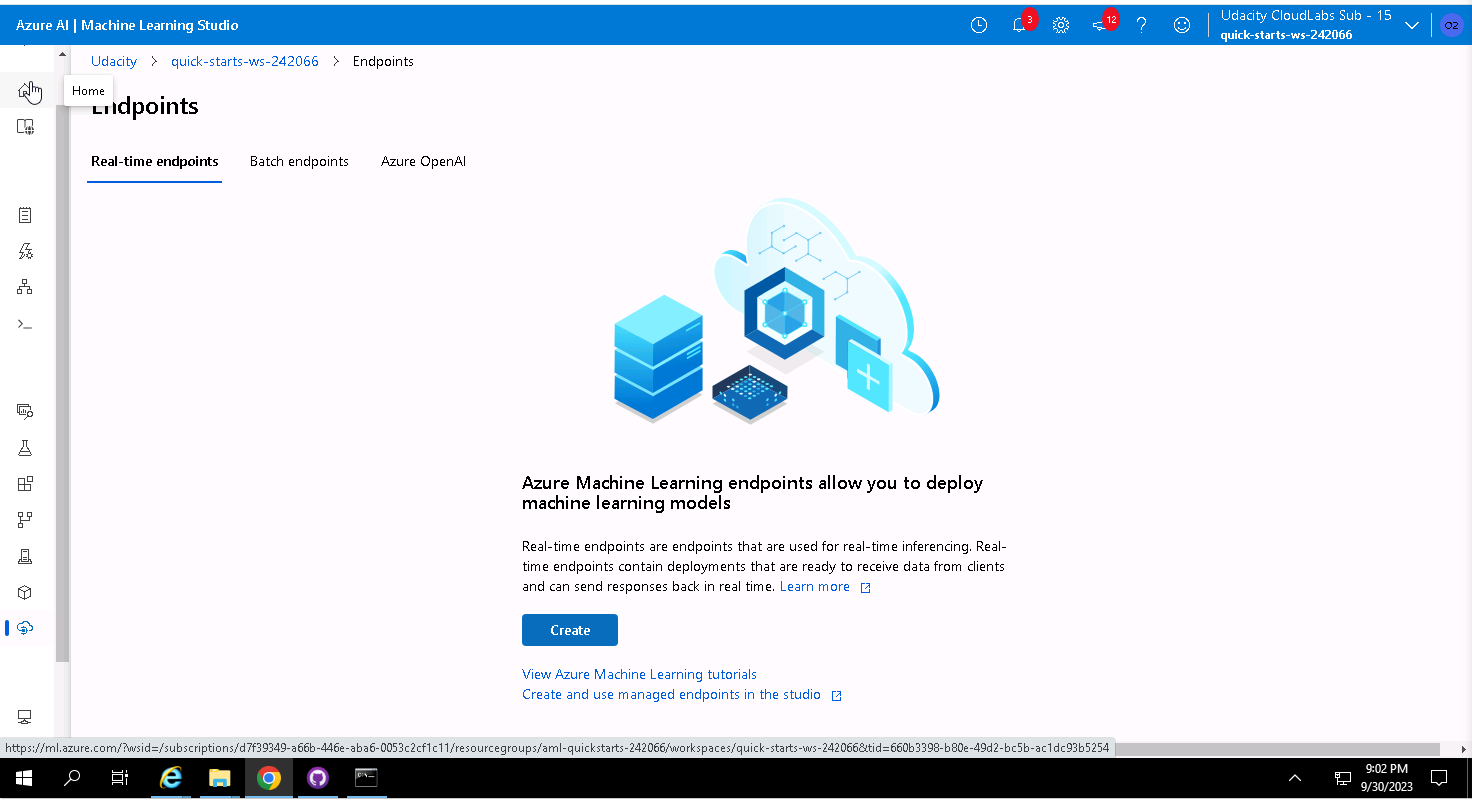 Azure AI | Machine Learning Studio
3
12
Udacity CloudLabs Sub - 15
quick-starts-ws-242066
O2
Udacity > quick-starts-ws-242066 > Endpoints
Home
Endpoints
Real-time endpoints Batch endpoints Azure OpenAI
Azure Machine Learning endpoints allow you to deploy
machine learning models
Real-time endpoints are endpoints that are used for real-time inferencing. Real-
time endpoints contain deployments that are ready to receive data from clients
and can send responses back in real time. Learn more
Create
View Azure Machine Learning tutorials
Create and use managed endpoints in the studio
https://ml.azure.com/?wsid=/subscriptions/d7f39349-a66b-446e-aba6-0053c2cf1c11/resourcegroups/aml-quickstarts-242066/workspaces/quick-starts-ws-242066&tid=660b3398-b80e-49d2-bc5b-ac1dc93b5254
9:02 PM
9/30/2023